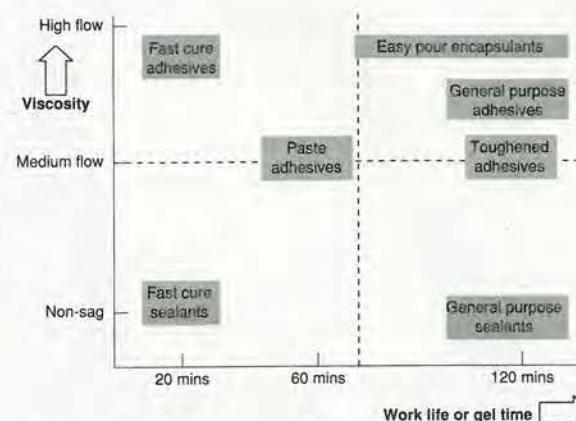 High flow
Fast cure
adhesives
Easy pour encapsulants
Viscosity
General purpose
adhesives
Medium flow
Paste
adhesives
Toughened
adhesives
Non-sag
Fast cure
sealants
General purpose
sealants
20 mins
60 mins
120 mins
Work life or gel time